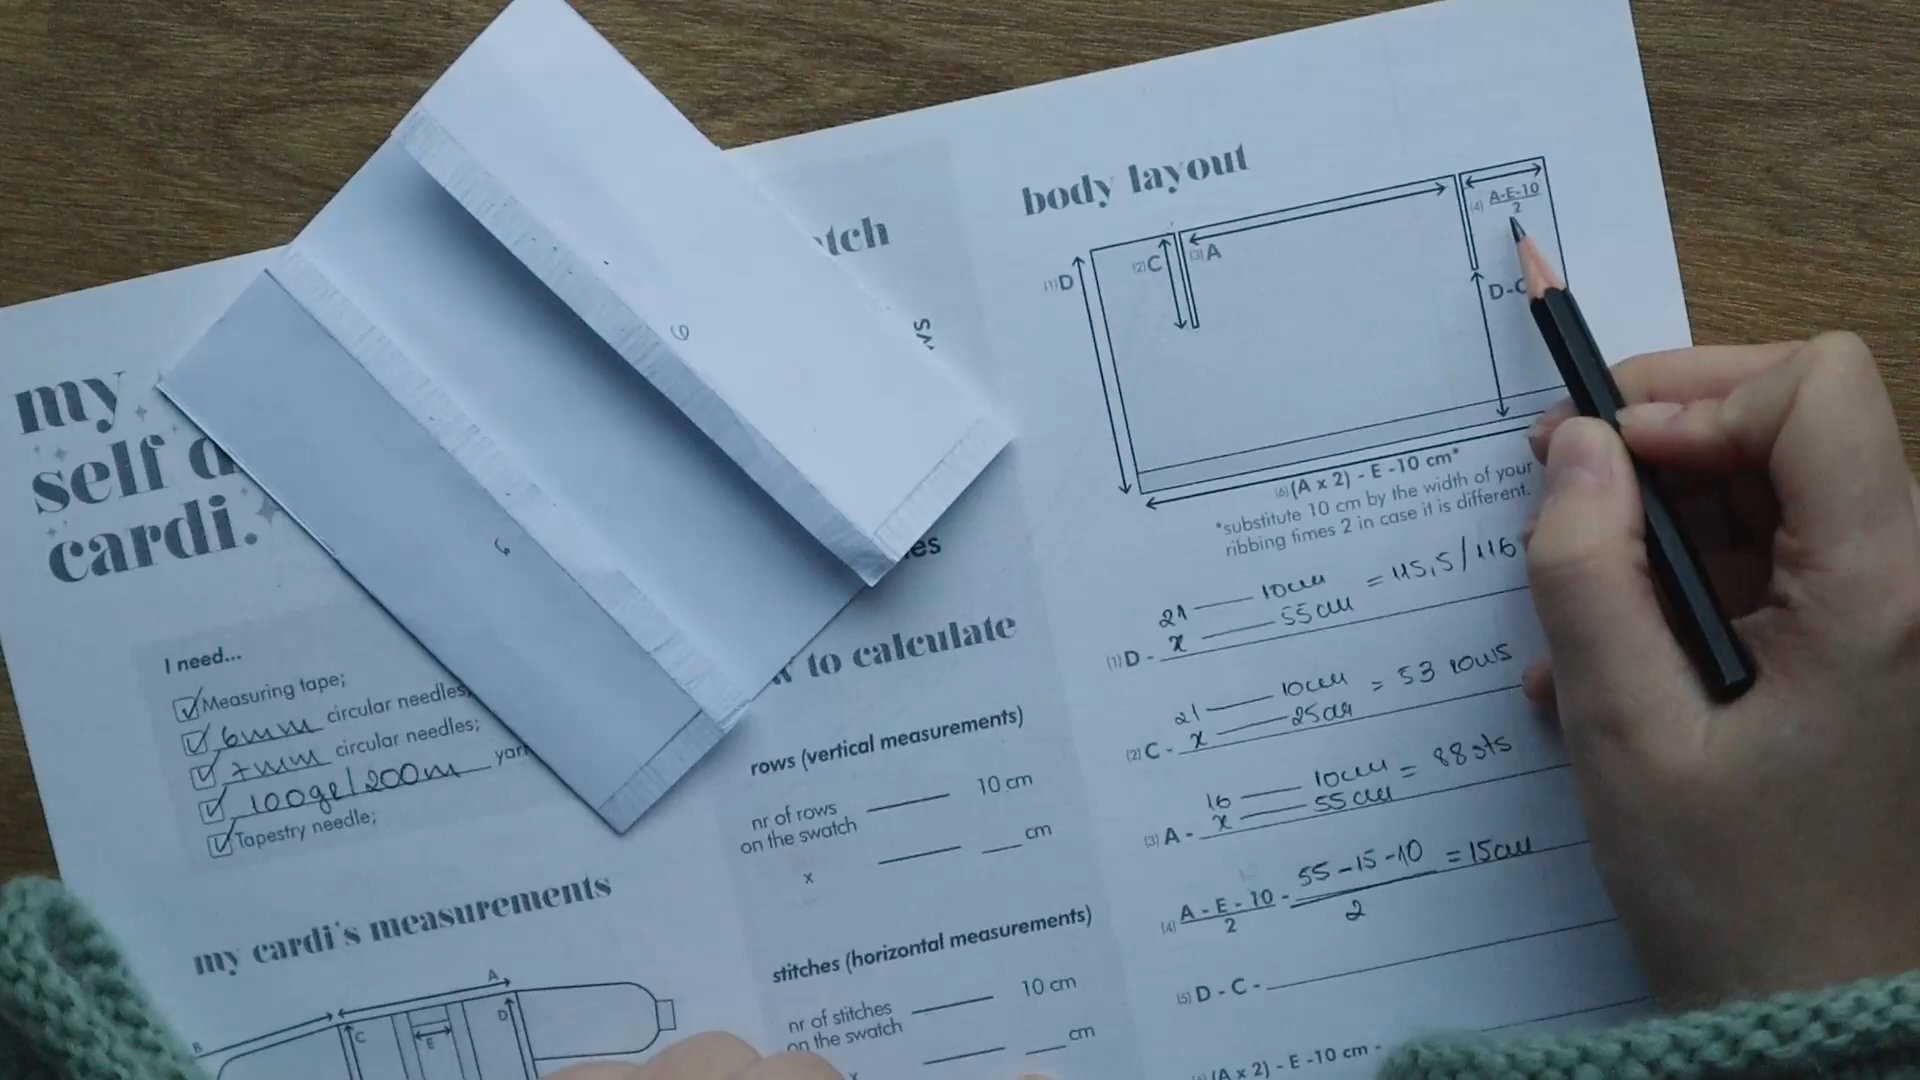 my
self d
cardi.
I need...
Measuring tape;
6mm circular needles;
7mm circular needles;
100gr/200m yarn
Tapestry needle;
my cardi's measurements
A
B
C
E
D
6
6
tch
to calculate
rows (vertical measurements)
nr of rows
on the swatch
10 cm
x
cm
stitches (horizontal measurements)
nr of stitches
on the swatch
10 cm
cm
x
body layout
(1) D
(2) C
(3) A
(4) A-E-10
2
D-C
(6) (A x 2) - E -10 cm*
*substitute 10 cm by the width of your
ribbing times 2 in case it is different.
21 — 10cm
(1) D - x — 55cm = 115,5/116
21 — 10cm
(2) C - x — 25cm = 53 rows
16 — 10cm
(3) A - x — 55cm = 88sts
(4) A - E - 10 - 55-15-10 = 15cm
2 2
(5) D - C -
(A x 2) - E -10 cm -